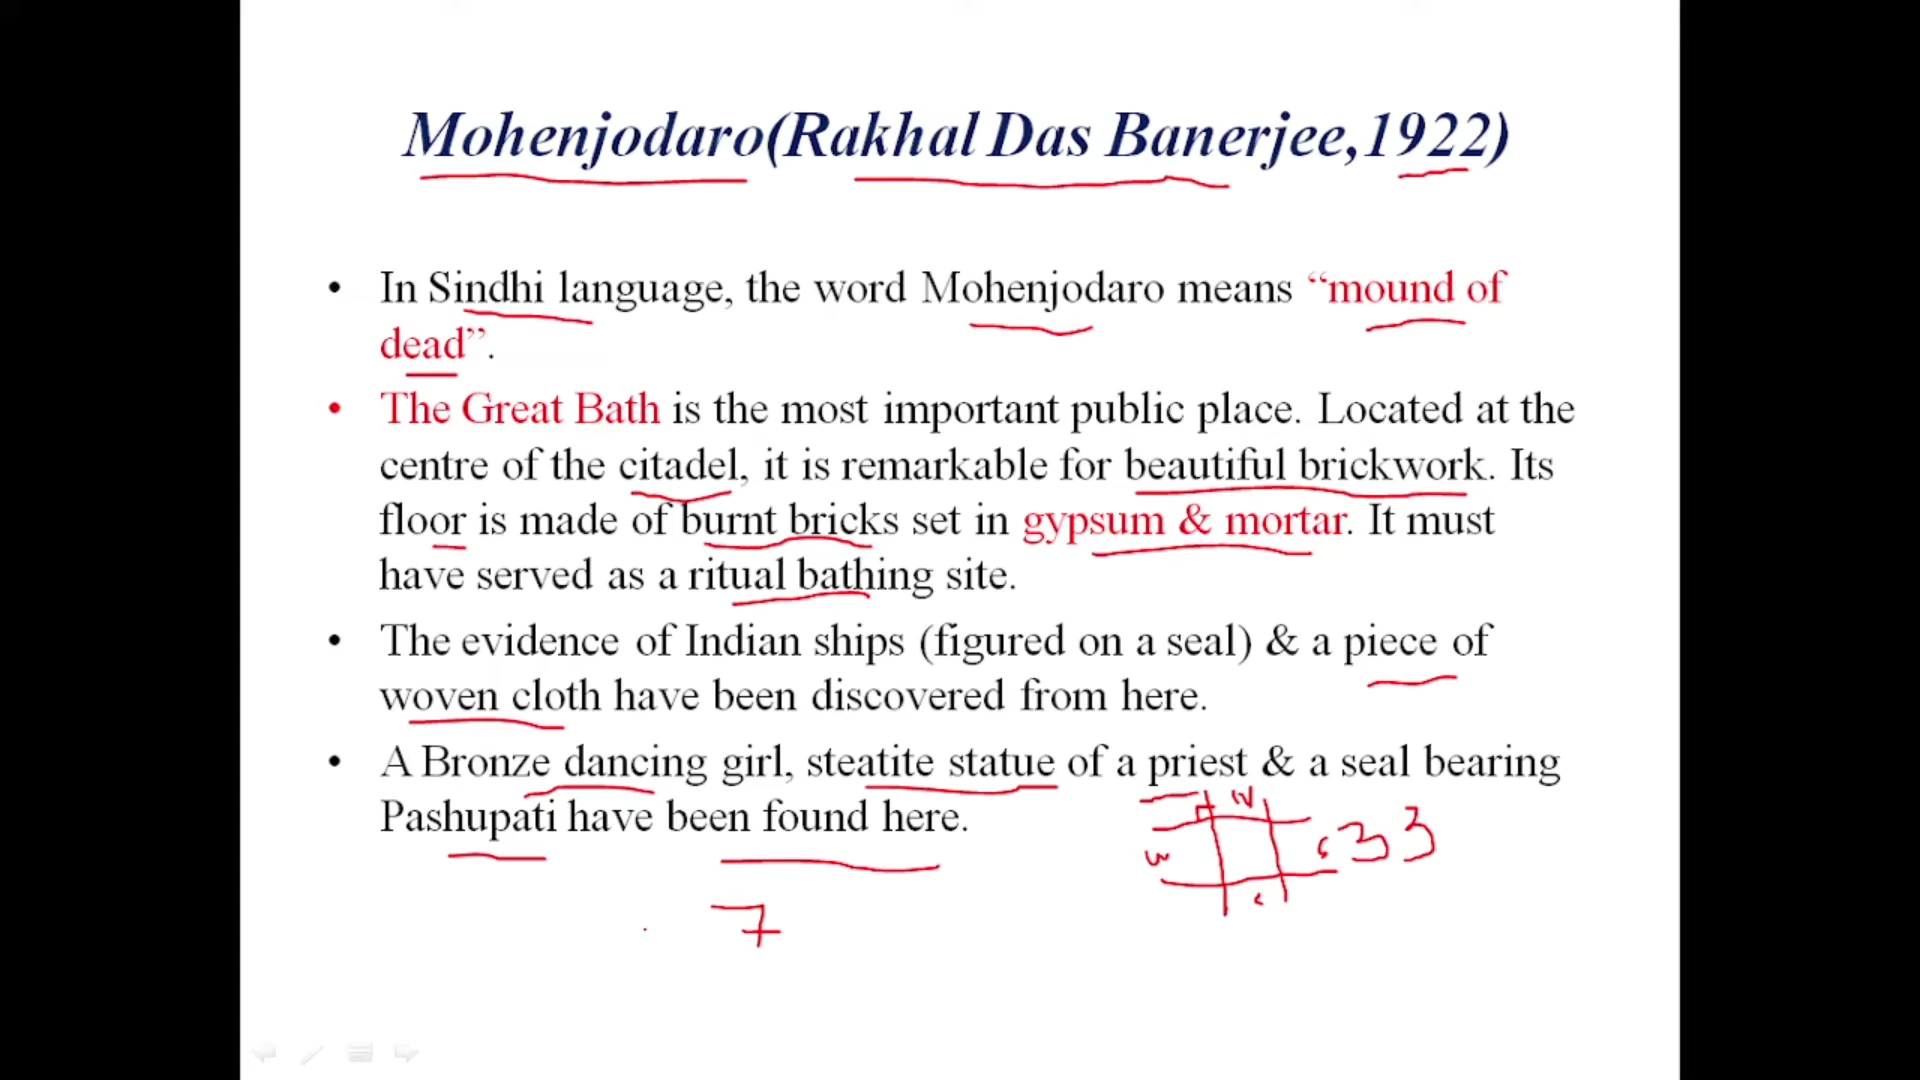 Mohenjodaro(Rakhal Das Banerjee,1922)
• In Sindhi language, the word Mohenjodaro means “mound of
dead”.
• The Great Bath is the most important public place. Located at the
centre of the citadel, it is remarkable for beautiful brickwork. Its
floor is made of burnt bricks set in gypsum & mortar. It must
have served as a ritual bathing site.
• The evidence of Indian ships (figured on a seal) & a piece of
woven cloth have been discovered from here.
• A Bronze dancing girl, steatite statue of a priest & a seal bearing
Pashupati have been found here.
33
7